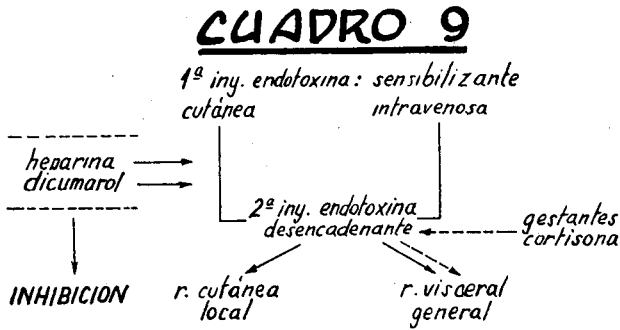 CUADRO 9
1ª iny. endotoxina: sensibilizante
cutánea intravenosa
heparina
dicumarol
2ª iny. endotoxina
desencadenante
gestantes
cortisona
INHIBICION
r. cutánea
local
r. visceral
general